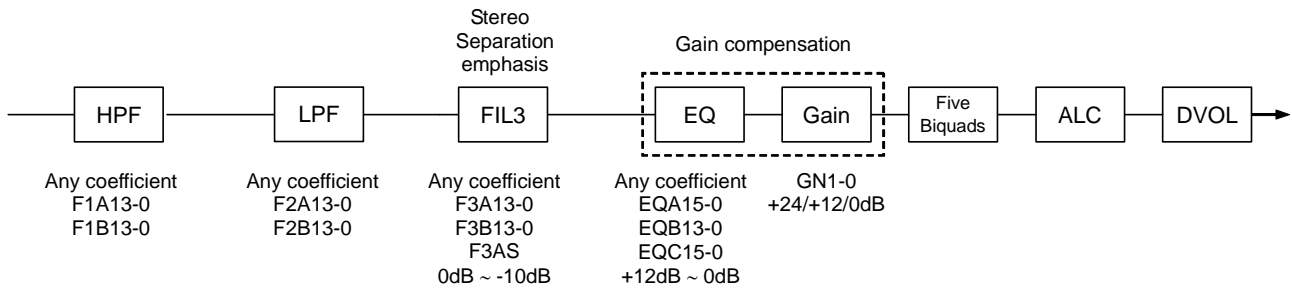 Stereo
Separation
emphasis
Gain compensation
HPF
LPF
FIL3
EQ
Gain
Five
Biquads
ALC
DVOL
Any coefficient
F1A13-0
F1B13-0
Any coefficient
F2A13-0
F2B13-0
Any coefficient
F3A13-0
F3B13-0
F3AS
0dB ~ -10dB
Any coefficient
EQA15-0
EQB13-0
EQC15-0
+12dB ~ 0dB
GN1-0
+24/+12/0dB